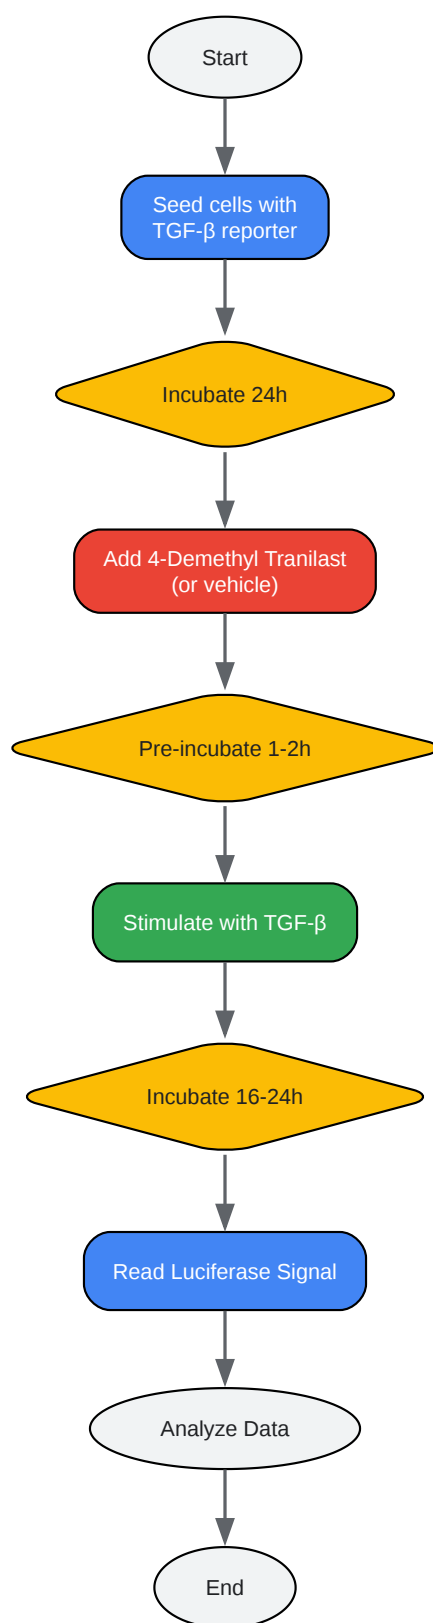 Start
Seed cells with
TGF-β reporter
Incubate 24h
Add 4-Demethyl Tranilast
(or vehicle)
Pre-incubate 1-2h
Stimulate with TGF-β
Incubate 16-24h
Read Luciferase Signal
Analyze Data
End